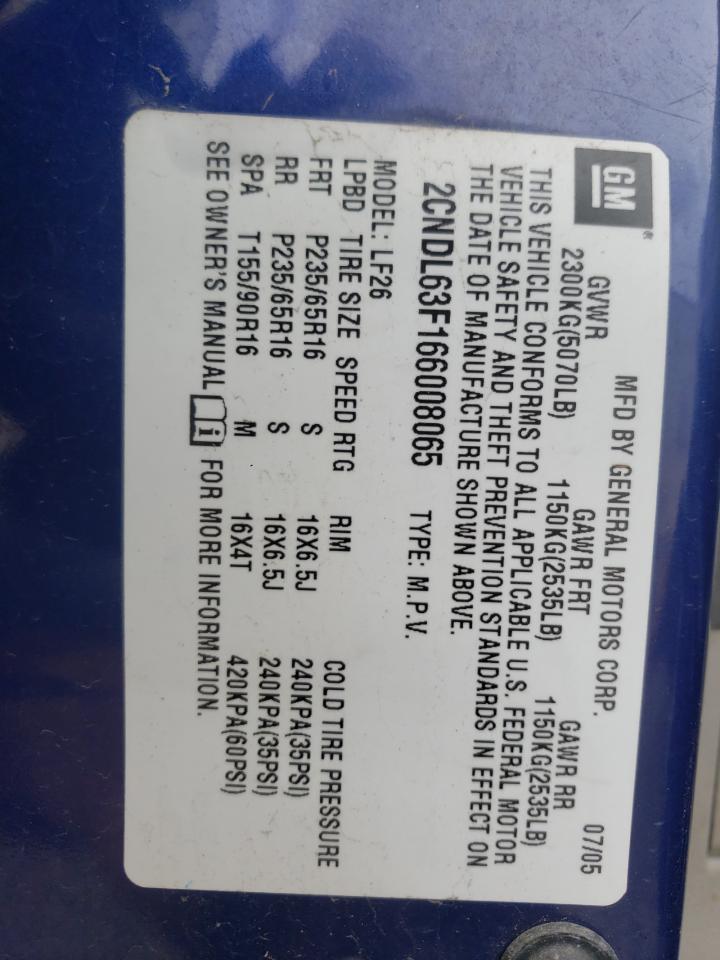 GM
MFD BY GENERAL MOTORS CORP. 07/05
GVWR GAWR FRT GAWR RR
2300KG(5070LB) 1150KG(2535LB) 1150KG(2535LB)
THIS VEHICLE CONFORMS TO ALL APPLICABLE U.S. FEDERAL MOTOR
VEHICLE SAFETY AND THEFT PREVENTION STANDARDS IN EFFECT ON
THE DATE OF MANUFACTURE SHOWN ABOVE.
2CNDL63F166008065 TYPE: M.P.V.
MODEL: LF26
LPBD TIRE SIZE SPEED RTG RIM COLD TIRE PRESSURE
FRT P235/65R16 S 16X6.5J 240KPA(35PSI)
RR P235/65R16 S 16X6.5J 240KPA(35PSI)
SPA T155/90R16 M 16X4T 420KPA(60PSI)
SEE OWNER'S MANUAL i FOR MORE INFORMATION.